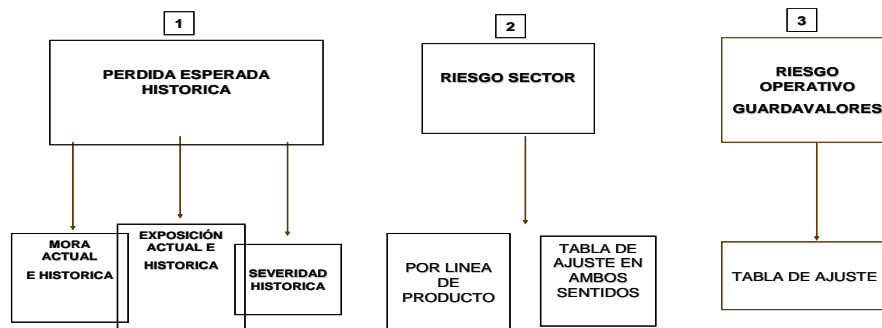 1
PERDIDA ESPERADA
HISTORICA
MORA
ACTUAL
E HISTORICA
EXPOSICIÓN
ACTUAL E
HISTORICA
SEVERIDAD
HISTORICA
2
RIESGO SECTOR
POR LINEA
DE
PRODUCTO
TABLA DE
AJUSTE EN
AMBOS
SENTIDOS
3
RIESGO
OPERATIVO
GUARDAVALORES
TABLA DE AJUSTE